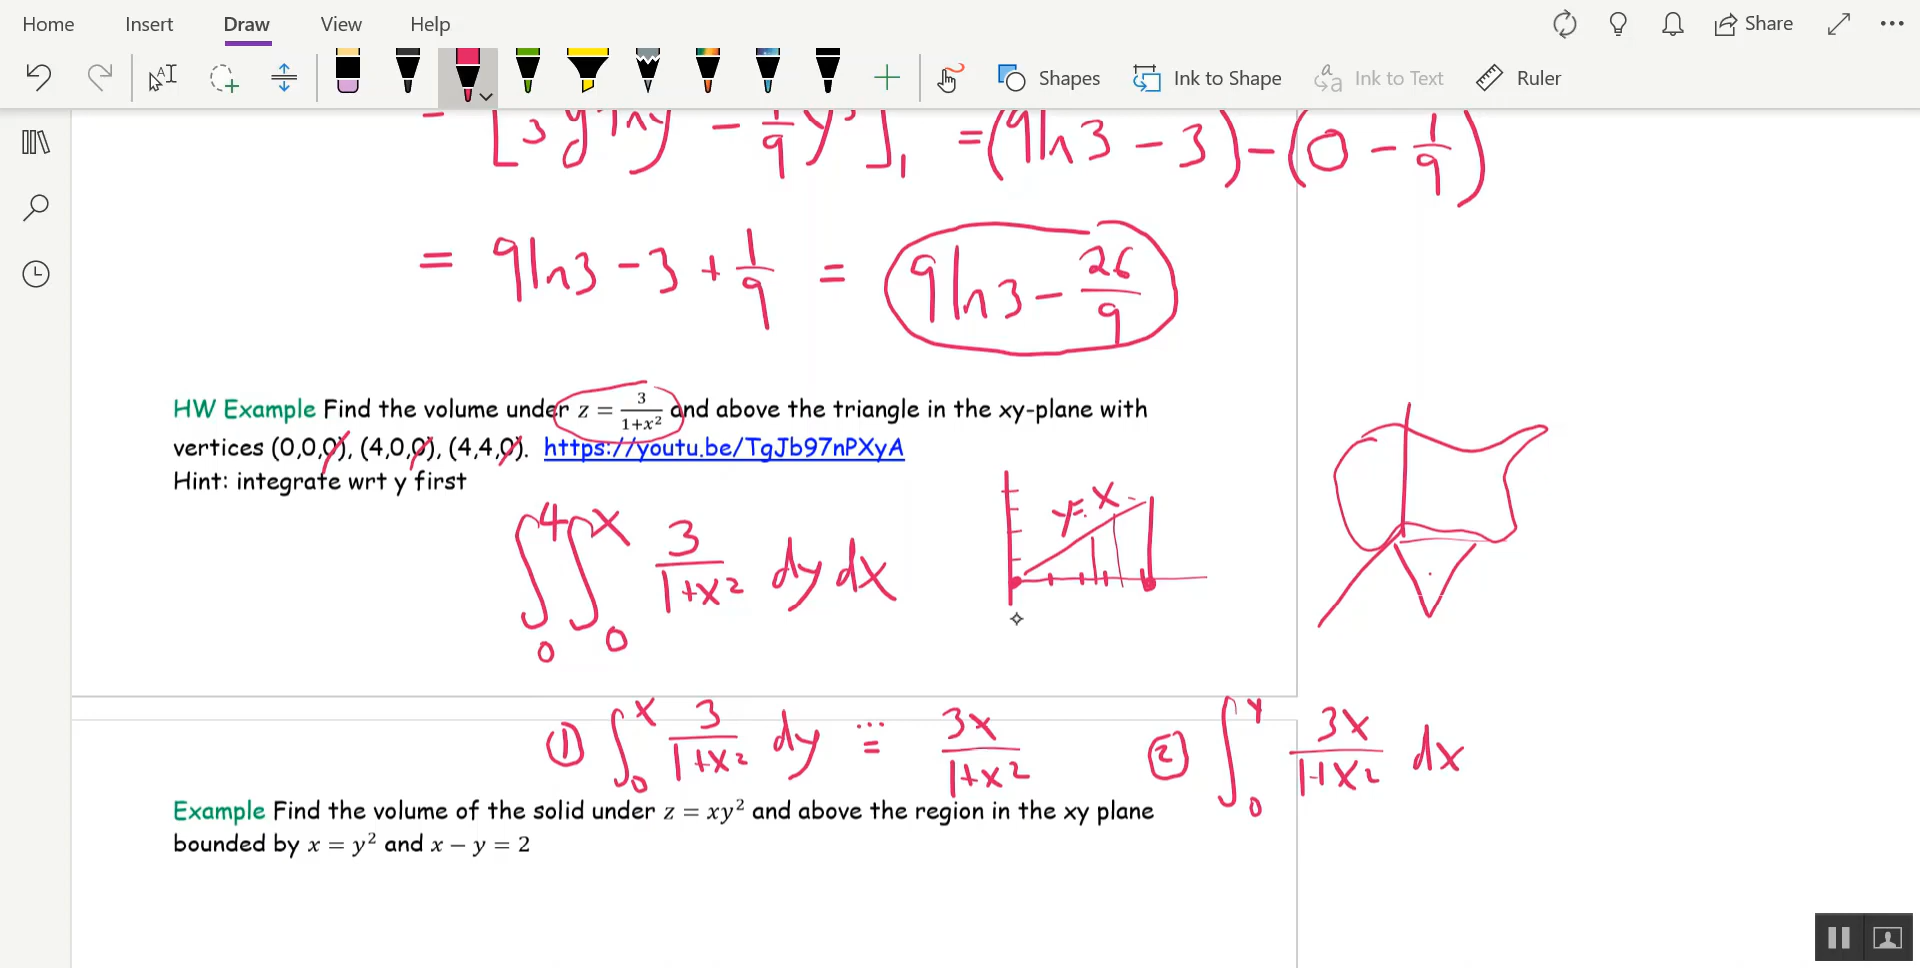 Home Insert Draw View Help Share
Shapes Ink to Shape Ink to Text Ruler
- [3y³lny - 1/9 y³]₁ = (9ln3 - 3) - (0 - 1/9)
= 9ln3 - 3 + 1/9 = 9ln3 - 26/9
HW Example Find the volume under z = 3/(1+x²) and above the triangle in the xy-plane with
vertices (0,0,0), (4,0,0), (4,4,0). https://youtu.be/TgJb97nPXyA
Hint: integrate wrt y first
∫₀⁴ ∫₀ˣ 3/(1+x²) dy dx
y=x
① ∫₀ˣ 3/(1+x²) dy ⩴ 3x/(1+x²) ② ∫₀⁴ 3x/(1+x²) dx
Example Find the volume of the solid under z = xy² and above the region in the xy plane
bounded by x = y² and x − y = 2